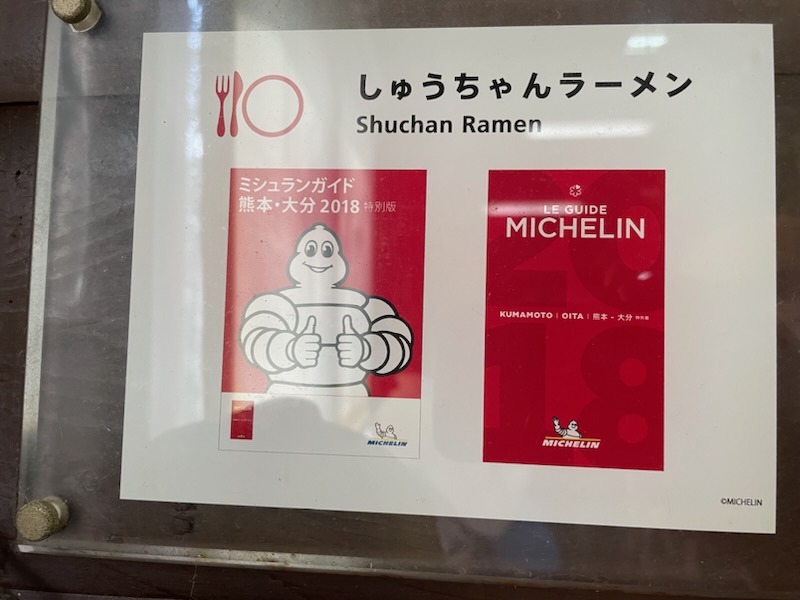 しゅうちゃんラーメン
Shuchan Ramen
ミシュランガイド
熊本・大分 2018 特別版
MICHELIN
2018
LE GUIDE
MICHELIN
KUMAMOTO | OITA | 熊本・大分 特別版
MICHELIN
©MICHELIN